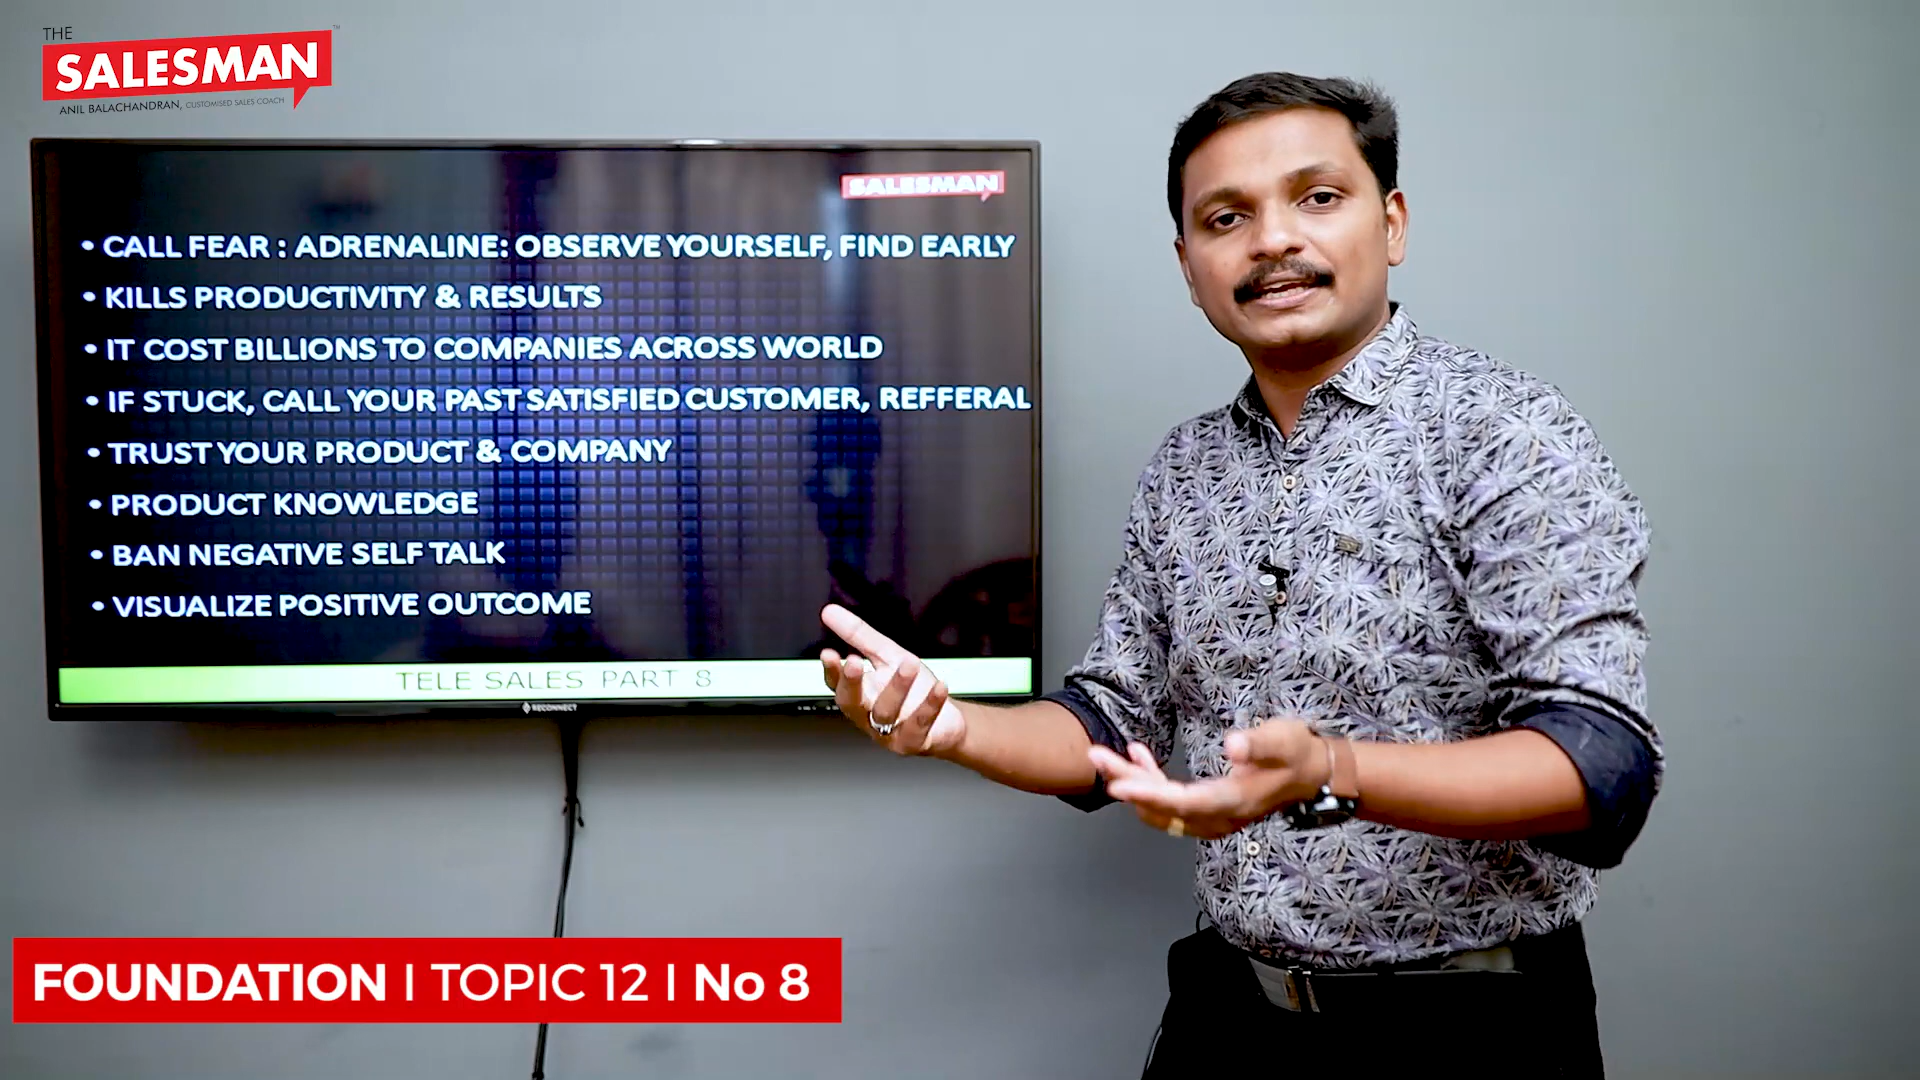 THE
SALESMAN
ANIL BALACHANDRAN, CUSTOMISED SALES COACH
SALESMAN
• CALL FEAR : ADRENALINE: OBSERVE YOURSELF, FIND EARLY
• KILLS PRODUCTIVITY & RESULTS
• IT COST BILLIONS TO COMPANIES ACROSS WORLD
• IF STUCK, CALL YOUR PAST SATISFIED CUSTOMER, REFFERAL
• TRUST YOUR PRODUCT & COMPANY
• PRODUCT KNOWLEDGE
• BAN NEGATIVE SELF TALK
• VISUALIZE POSITIVE OUTCOME
TELE SALES PART 8
RECONNECT
FOUNDATION | TOPIC 12 | No 8